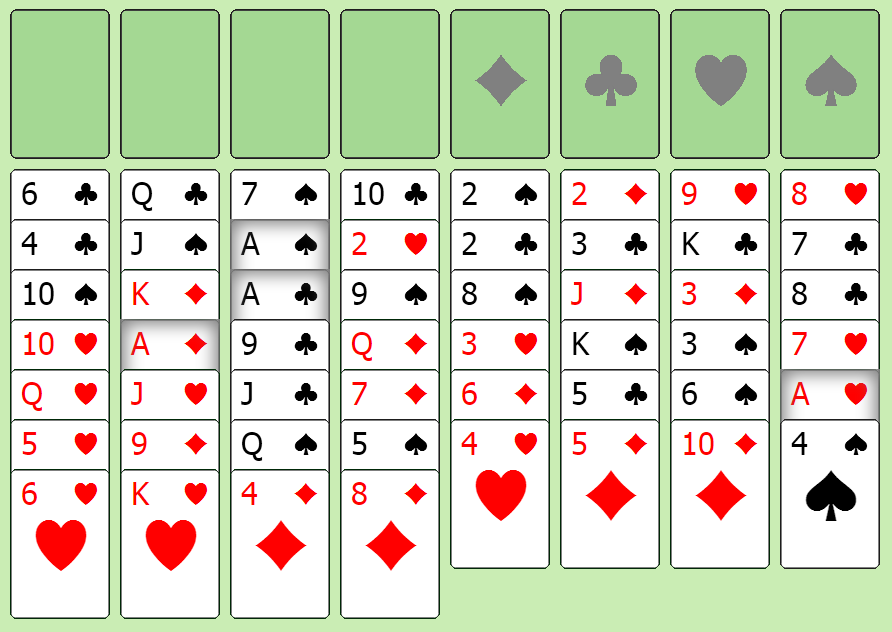 6 Q 7 10 2 2 9 8
4 J A 2 2 3 K 7
10 K A 9 8 J 3 8
10 A 9 Q 3 K 3 7
Q J J 7 6 5 6 A
5 9 Q 5 4 5 10 4
6 K 4 8